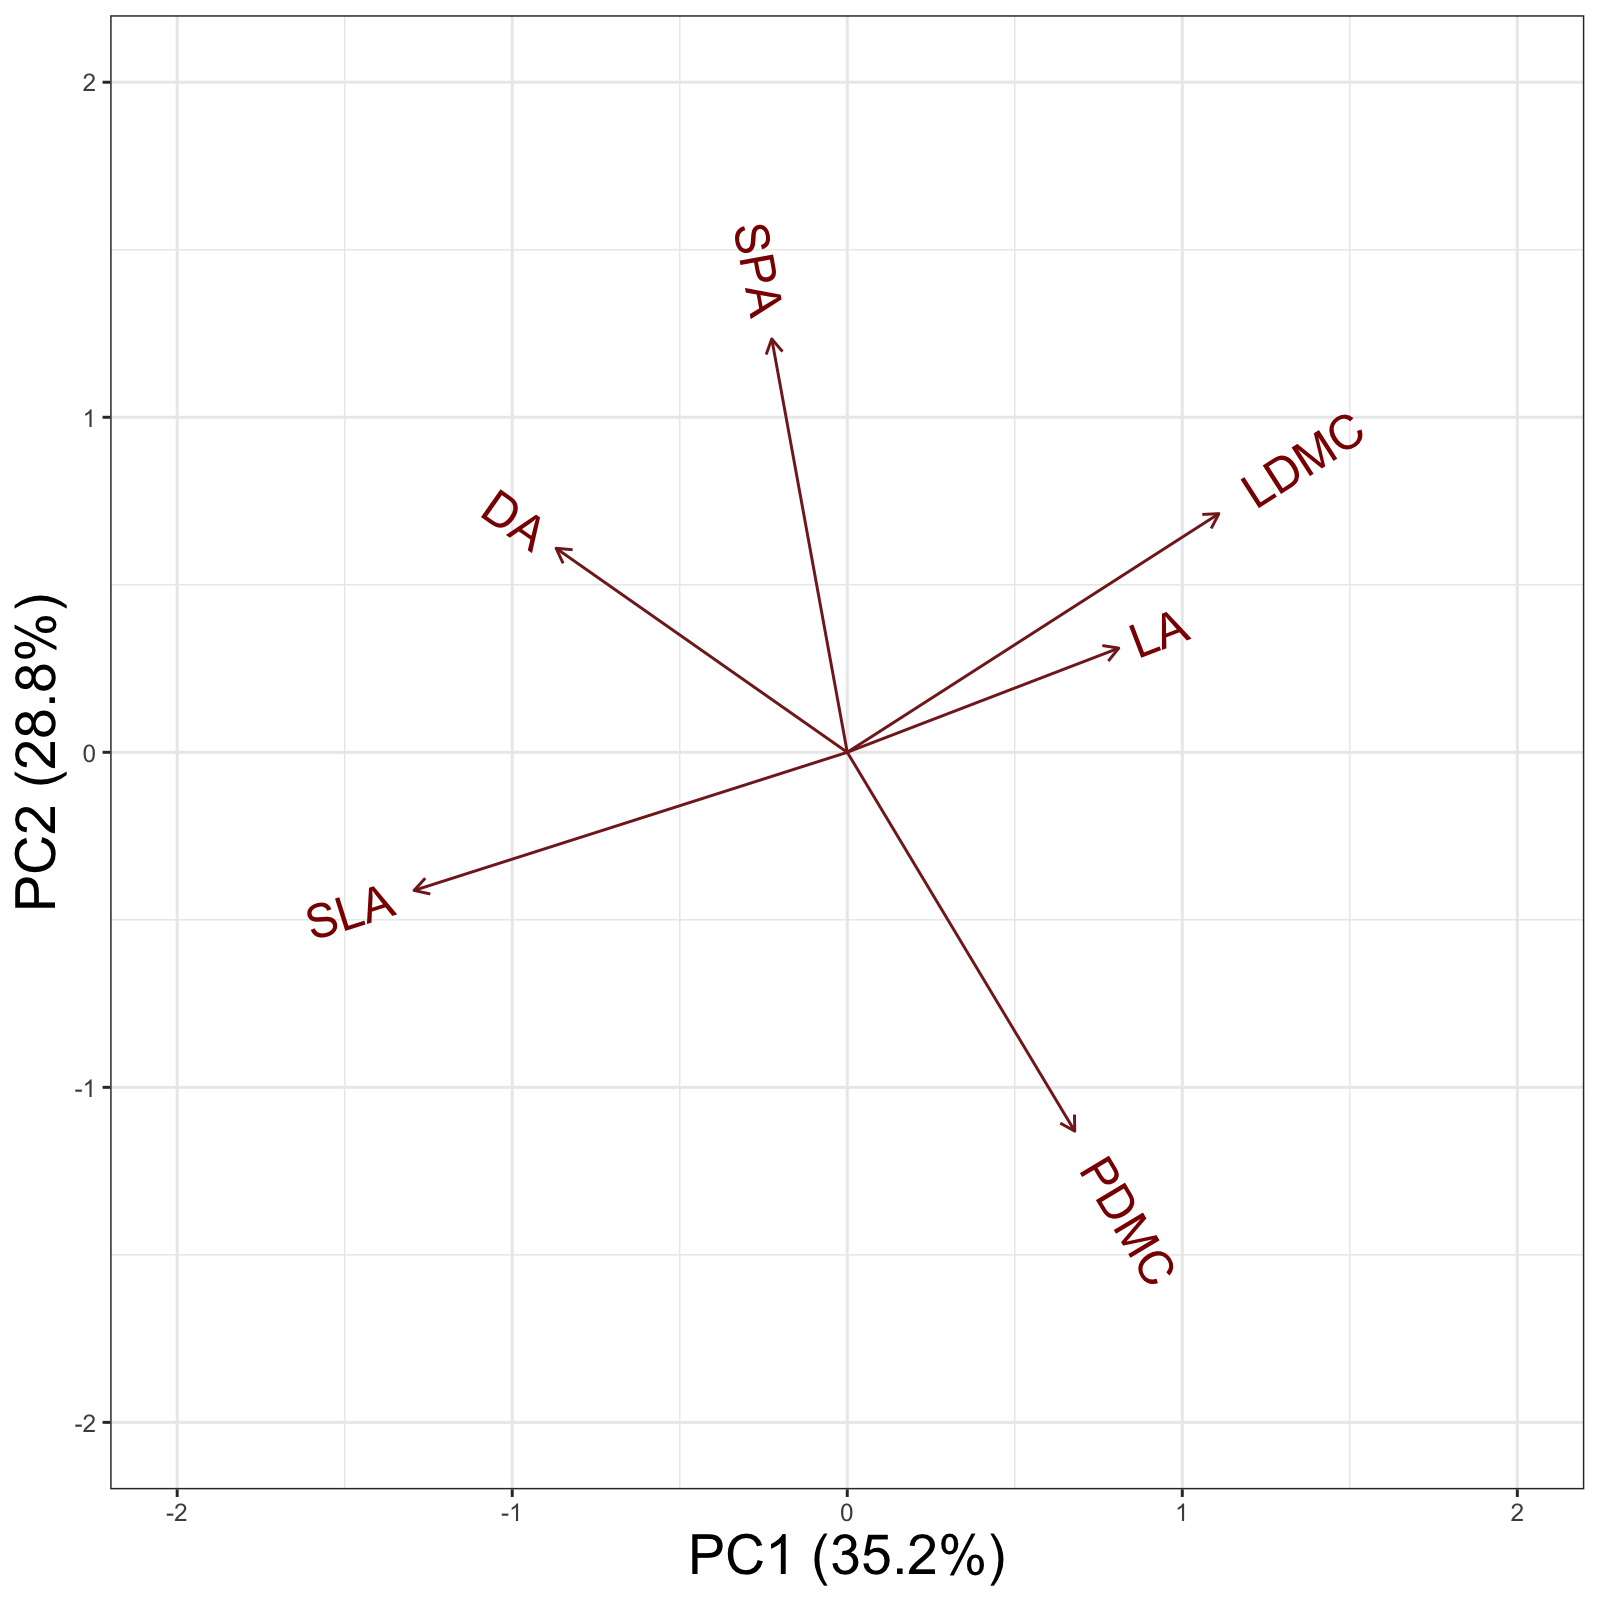 2
SPA
LDMC
1
DA
LA
PC2 (28.8%)
0
SLA
-1
PDMC
-2
-2 -1 0 1 2
PC1 (35.2%)